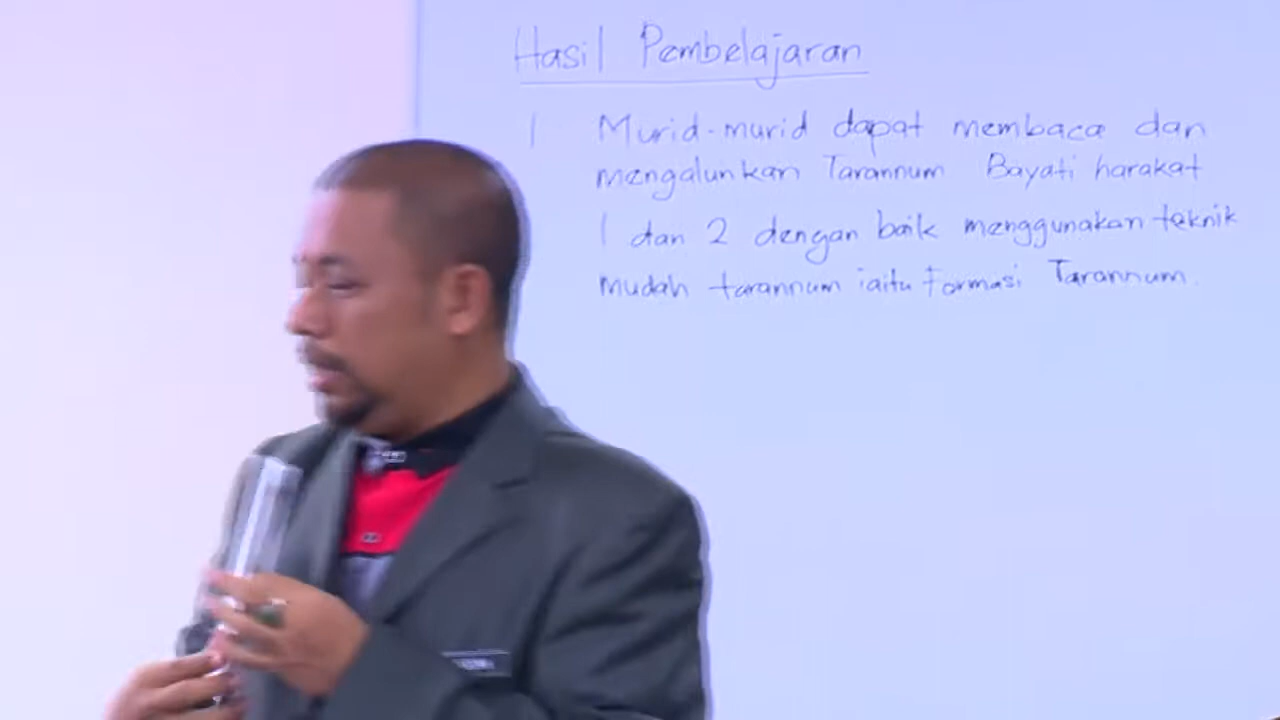 Hasil Pembelajaran
1 Murid-murid dapat membaca dan
mengalunkan Tarannum Bayati harakat
1 dan 2 dengan baik menggunakan teknik
mudah tarannum iaitu formasi Tarannum.